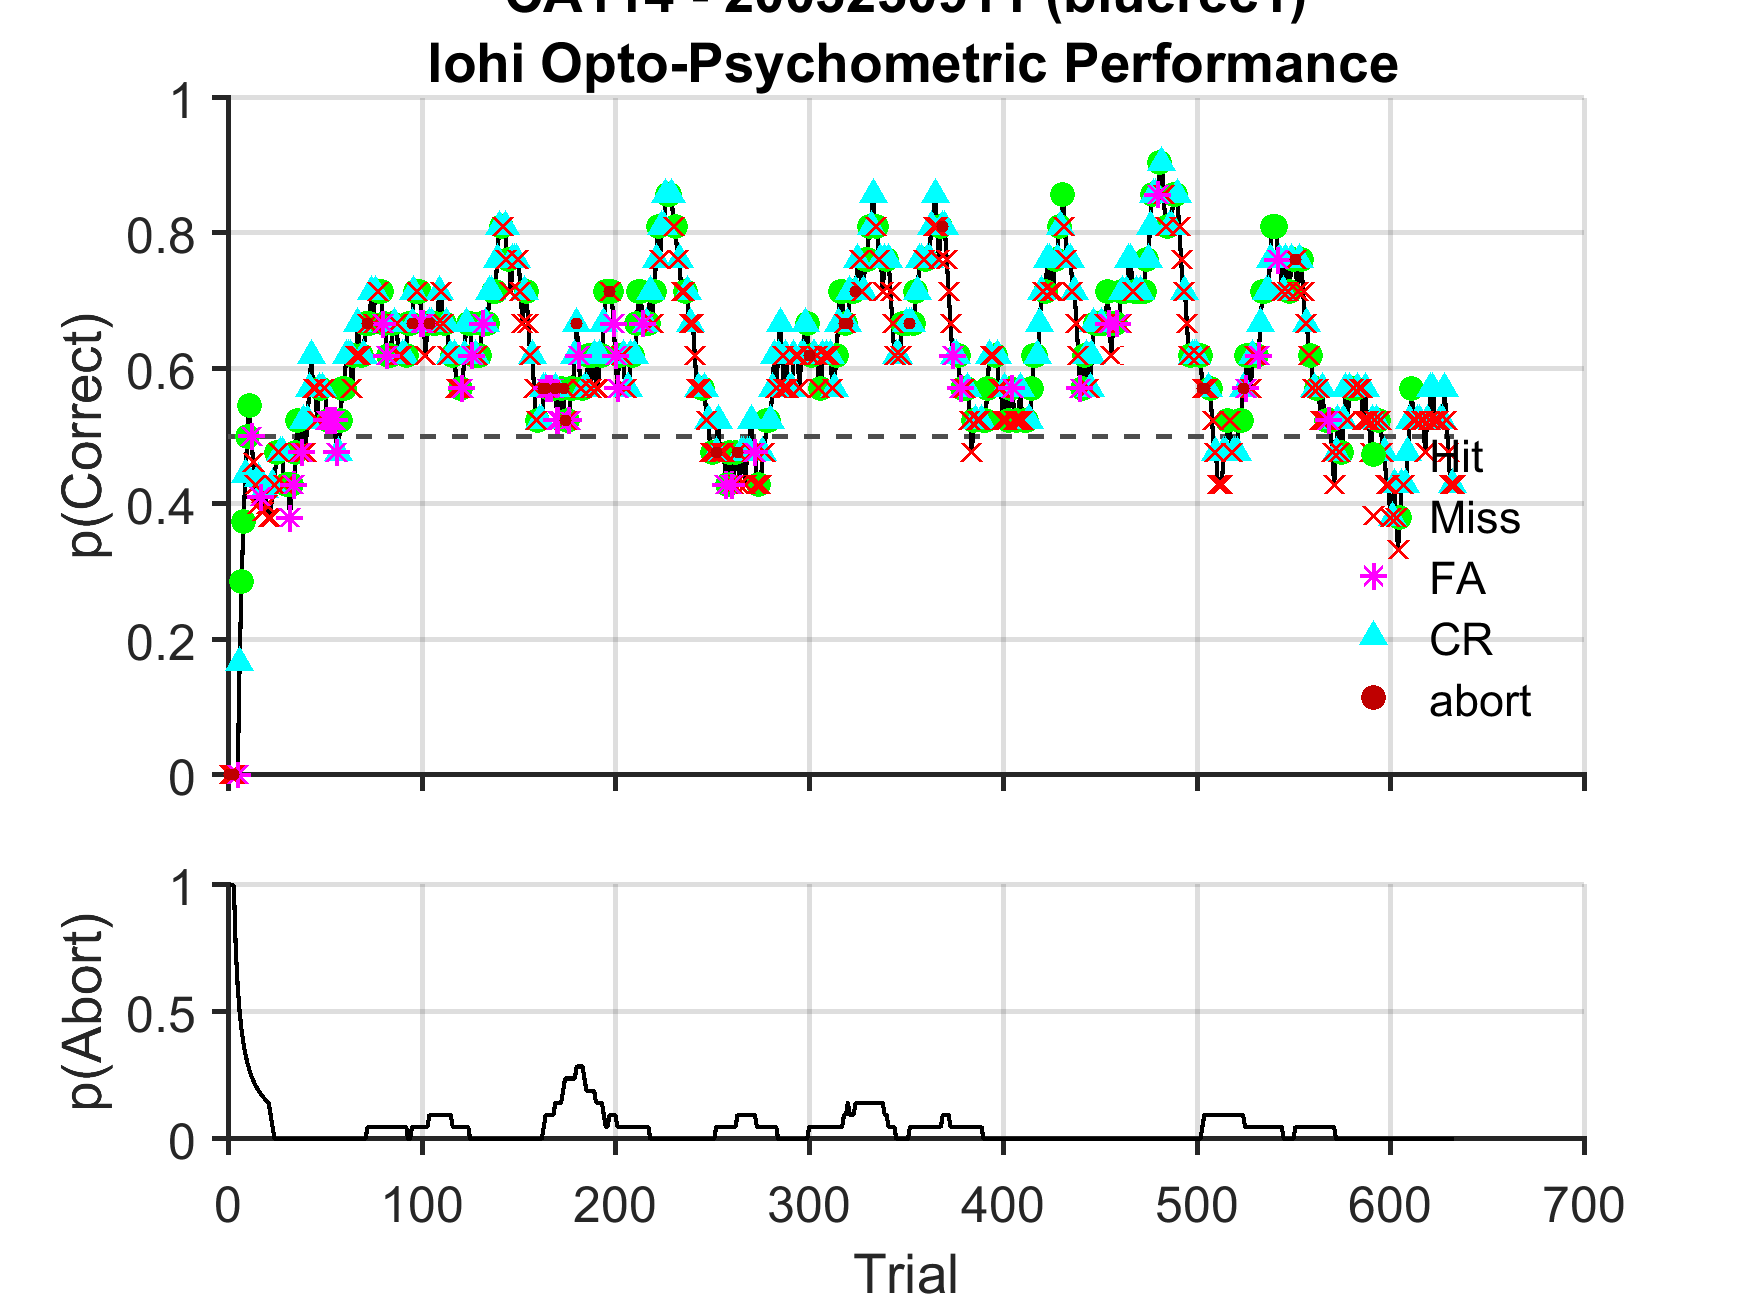 lohi Opto-Psychometric Performance
1
0.8
0.6
0.4
0.2
0
p(Correct)
Hit
Miss
FA
CR
abort
1
0.5
0
p(Abort)
0 100 200 300 400 500 600 700
Trial